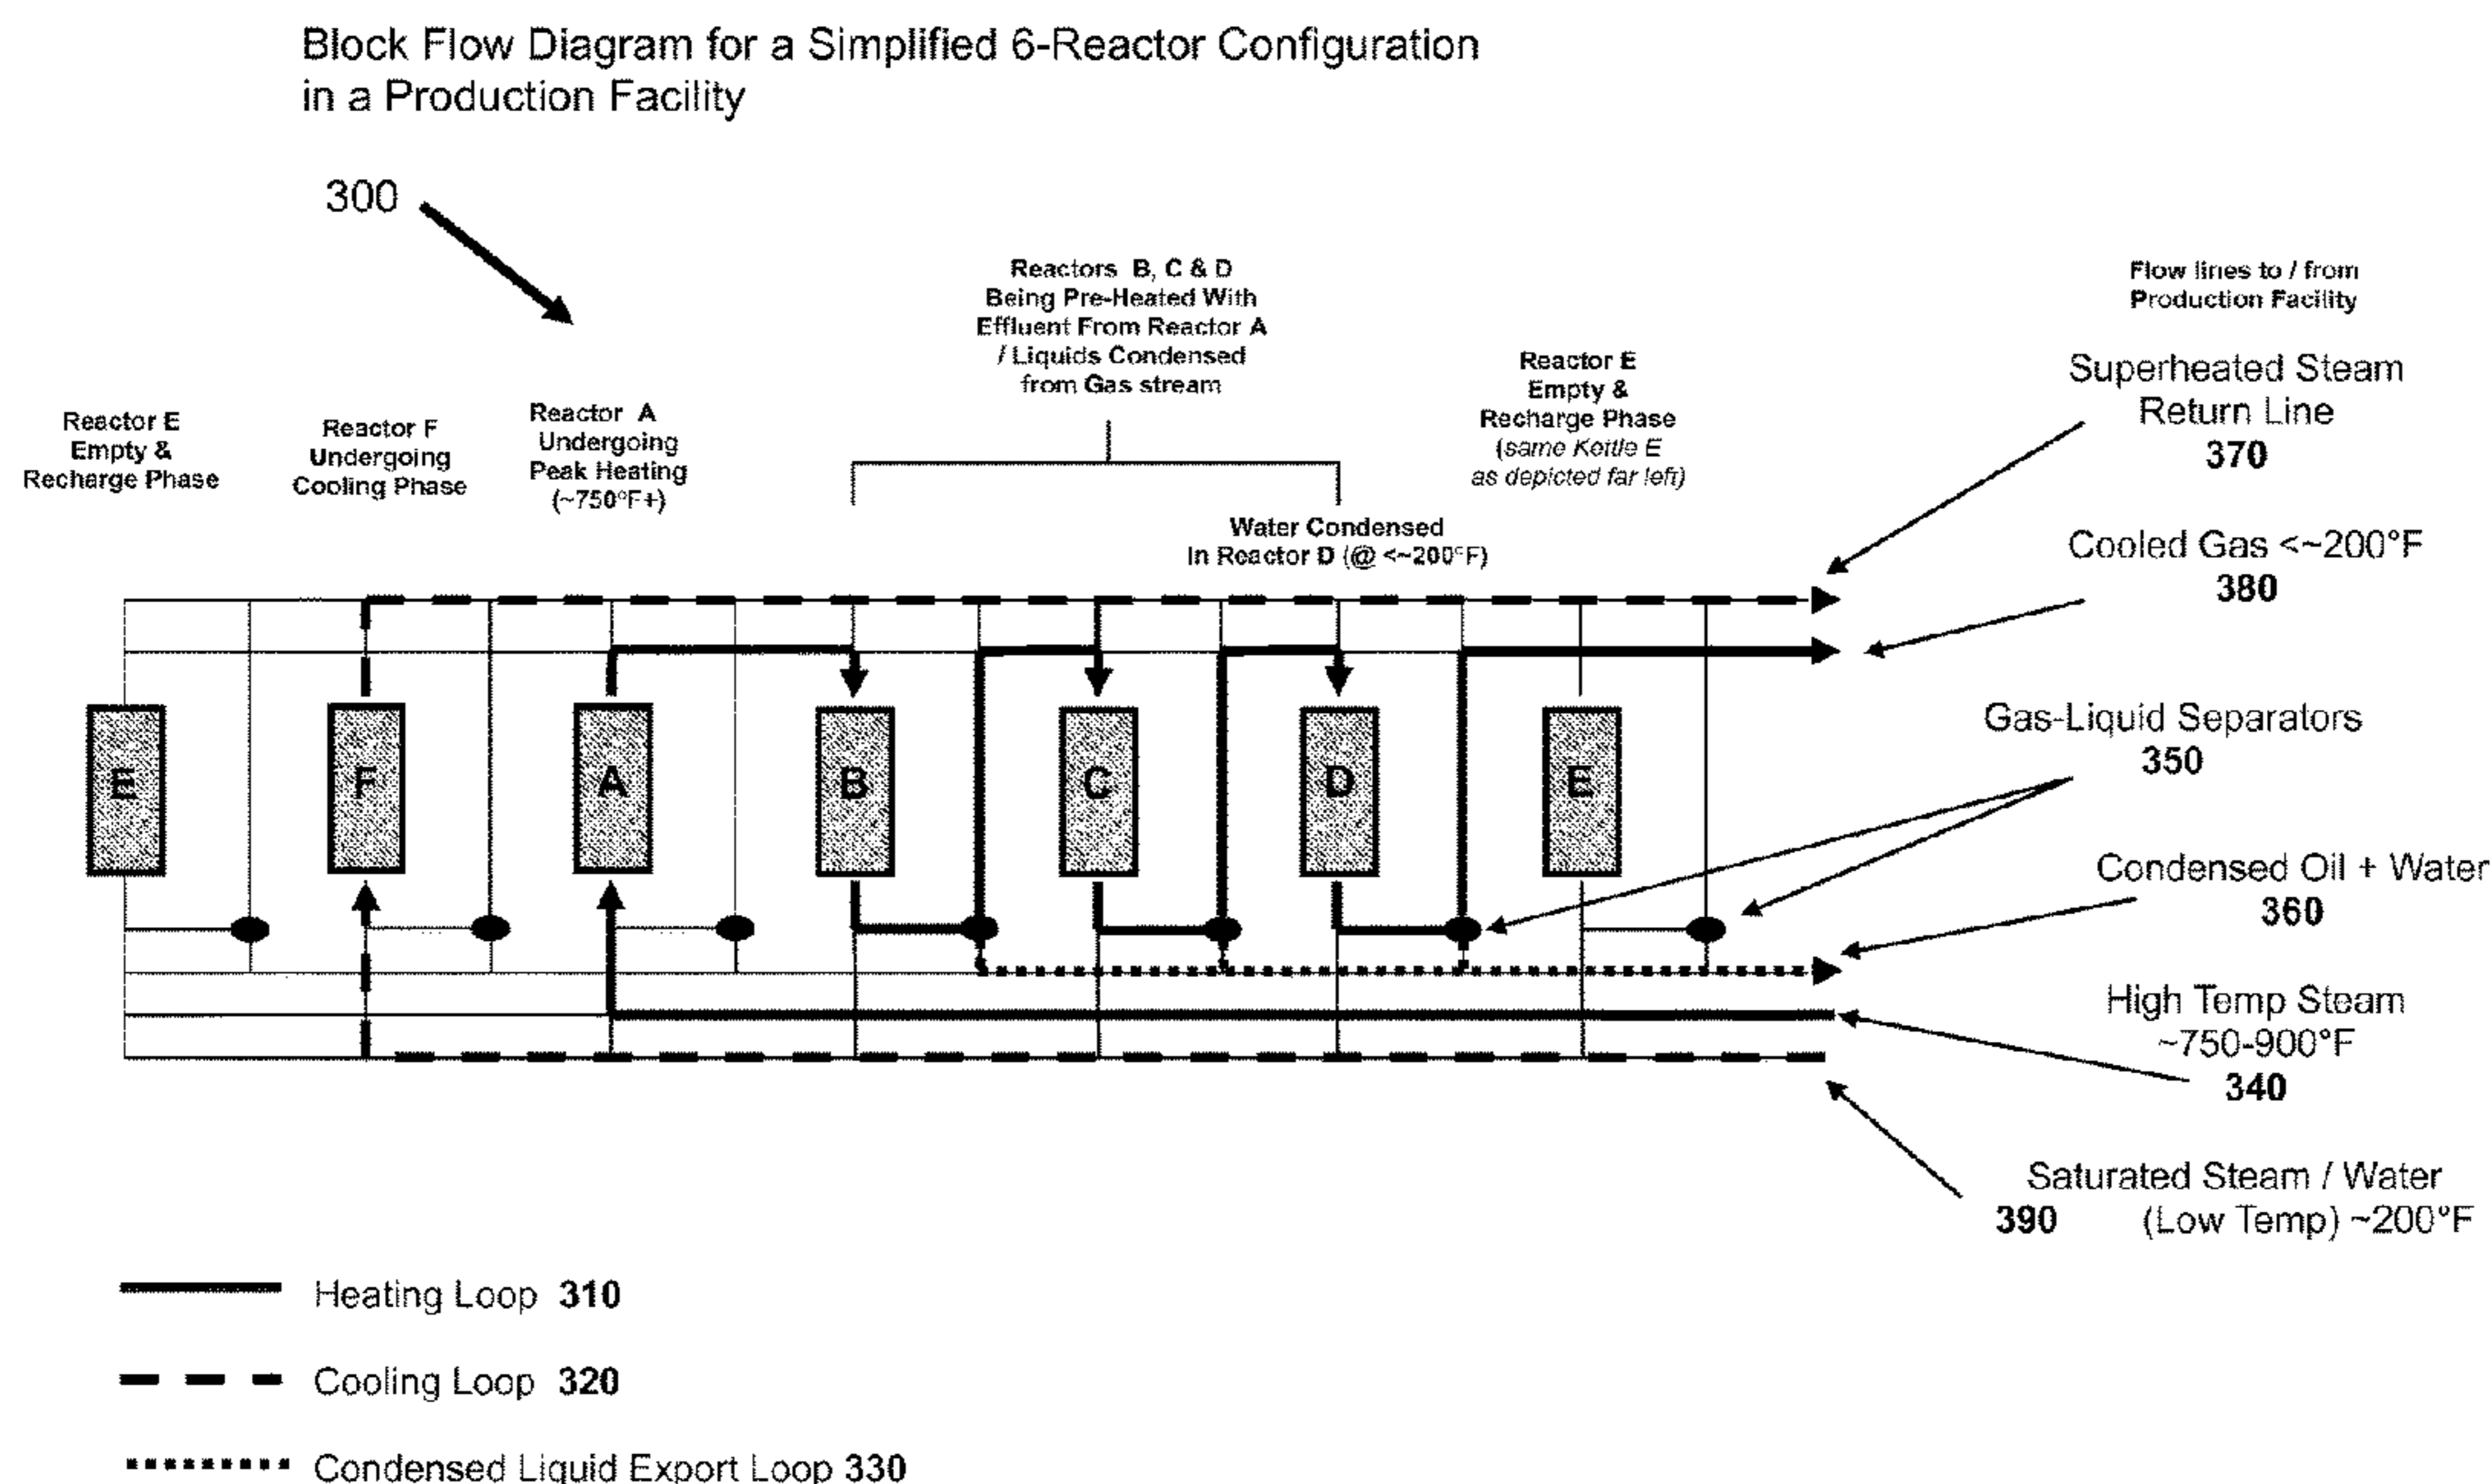 Block Flow Diagram for a Simplified 6-Reactor Configuration
in a Production Facility
300
Reactors B, C & D
Being Pre-Heated With
Effluent From Reactor A
/ Liquids Condensed
from Gas stream
Flow lines to / from
Production Facility
Reactor E
Empty &
Recharge Phase
Reactor F
Undergoing
Cooling Phase
Reactor A
Undergoing
Peak Heating
(~750°F+)
Reactor E
Empty &
Recharge Phase
(same Kettle E
as depicted far left)
Water Condensed
In Reactor D (@ <~200°F)
Superheated Steam
Return Line
370
Cooled Gas <~200°F
380
E
F
A
B
C
D
E
Gas-Liquid Separators
350
Condensed Oil + Water
360
High Temp Steam
~750-900°F
340
Saturated Steam / Water
390 (Low Temp) ~200°F
Heating Loop 310
Cooling Loop 320
Condensed Liquid Export Loop 330